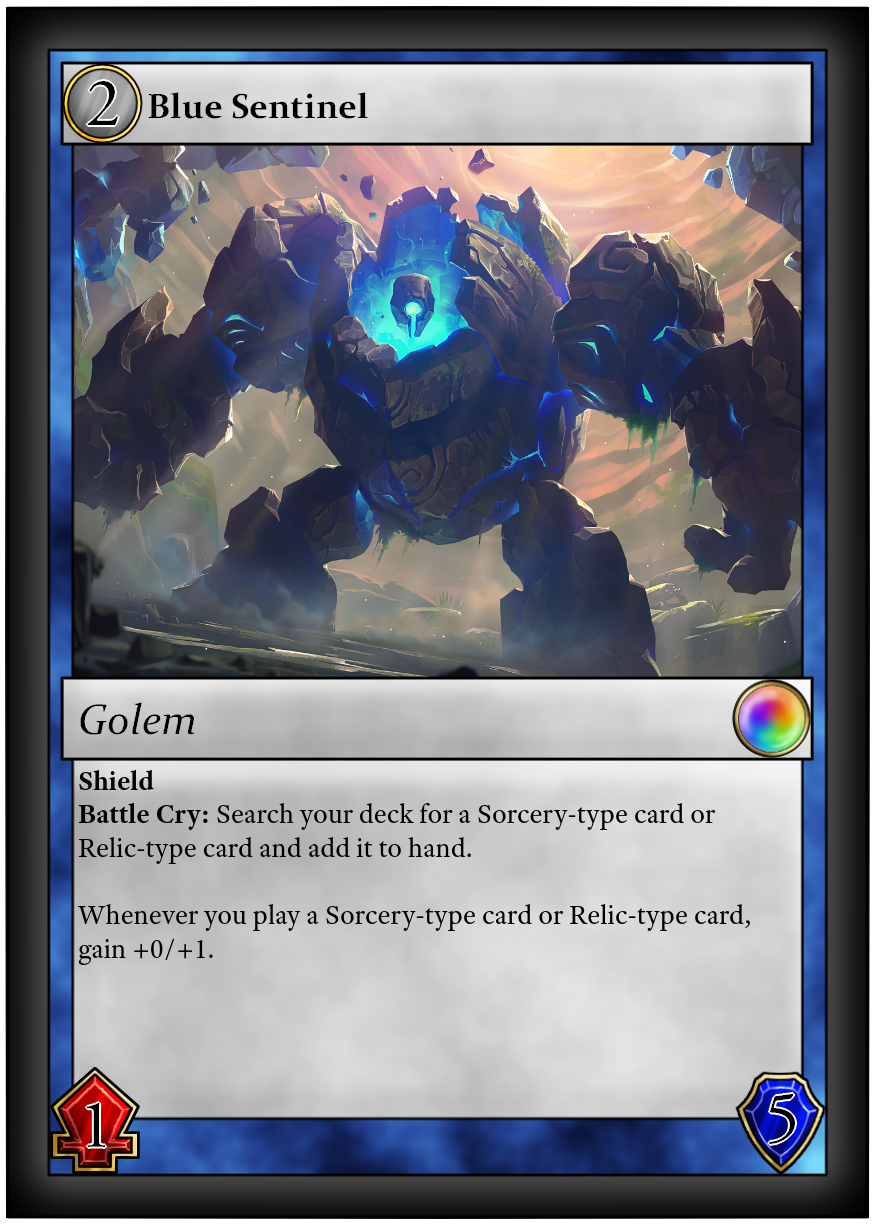 2 Blue Sentinel
Golem
Shield
Battle Cry: Search your deck for a Sorcery-type card or
Relic-type card and add it to hand.
Whenever you play a Sorcery-type card or Relic-type card,
gain +0/+1.
1 5